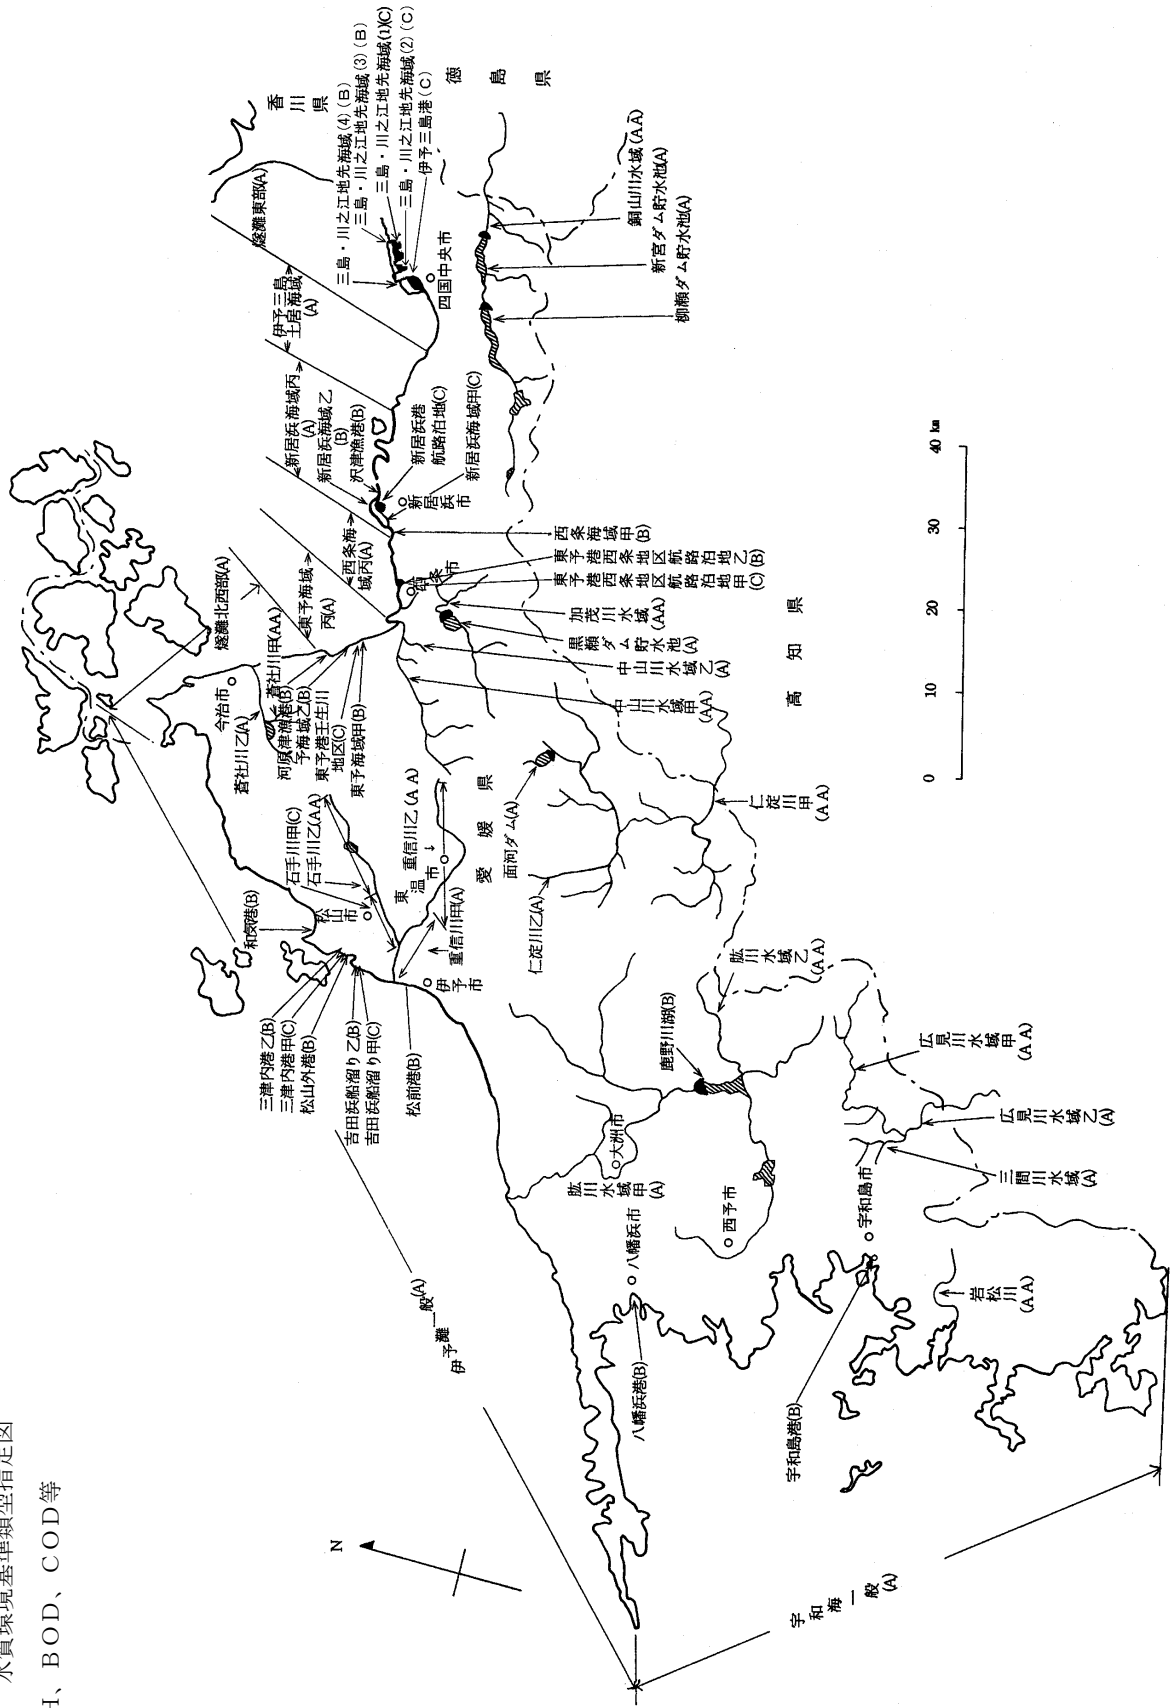 水質環境基準類型指定図
H、BOD、COD等
香川県
徳島県
高知県
愛媛県
三島・川之江地先海域(4)(B)
三島・川之江地先海域(3)(B)
三島・川之江地先海域(1)(C)
三島・川之江地先海域(2)(C)
伊予三島港(C)
四国中央市
燧灘東部(A)
伊予三島
土居海域
(A)
新居浜海域丙
(A)
新居浜海域乙
(B)
沢津漁港(B)
新居浜港
航路泊地(C)
新居浜海域甲(C)
新居浜市
銅山川水域(AA)
新宮ダム貯水池(A)
柳瀬ダム貯水池(A)
西条海
域丙(A)
西条海域甲(B)
東予港西条地区航路泊地乙(B)
東予港西条地区航路泊地甲(C)
西条市
加茂川水域(AA)
黒瀬ダム貯水池(A)
中山川水域乙(A)
中山川水域甲(AA)
東予海域
丙(A)
燧灘北西部(A)
今治市
蒼社川甲(AA)
蒼社川乙(A)
河原津漁港(B)
予海域乙(B)
東予港壬生川
地区(C)
東予海域甲(B)
石手川甲(C)
石手川乙(AA)
重信川乙(AA)
東温市
重信川甲(A)
松山市
和気港(B)
伊予市
三津内港乙(B)
三津内港甲(C)
松山外港(B)
吉田浜船溜り乙(B)
吉田浜船溜り甲(C)
松前港(B)
面河ダム(A)
仁淀川甲(AA)
仁淀川乙(A)
肱川水域乙(AA)
鹿野川湖(B)
大洲市
肱川水域甲(A)
西予市
八幡浜市
八幡浜港(B)
広見川水域甲(AA)
広見川水域乙(A)
三間川水域(A)
宇和島市
宇和島港(B)
岩松川(AA)
伊予灘一般(A)
宇和海一般(A)
N
0 10 20 30 40 km